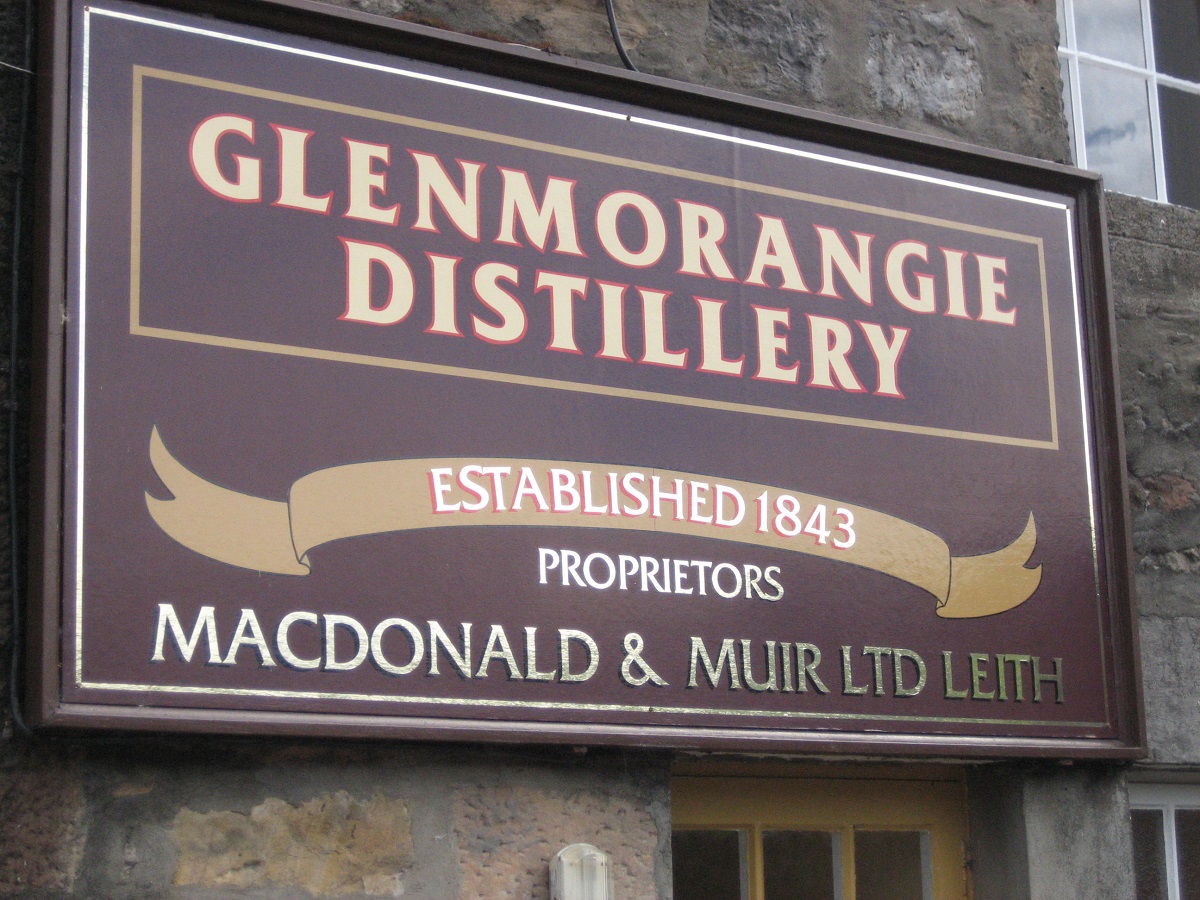 GLENMORANGIE
DISTILLERY
ESTABLISHED 1843
PROPRIETORS
MACDONALD & MUIR LTD LEITH